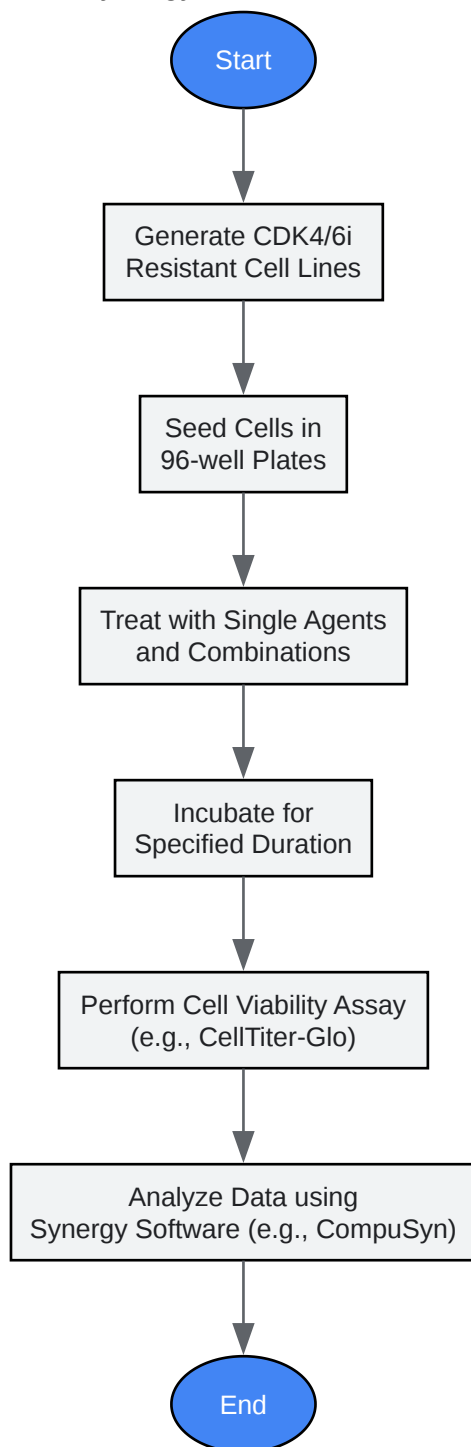 Start
Generate CDK4/6i
Resistant Cell Lines
Seed Cells in
96-well Plates
Treat with Single Agents
and Combinations
Incubate for
Specified Duration
Perform Cell Viability Assay
(e.g., CellTiter-Glo)
Analyze Data using
Synergy Software (e.g., CompuSyn)
End